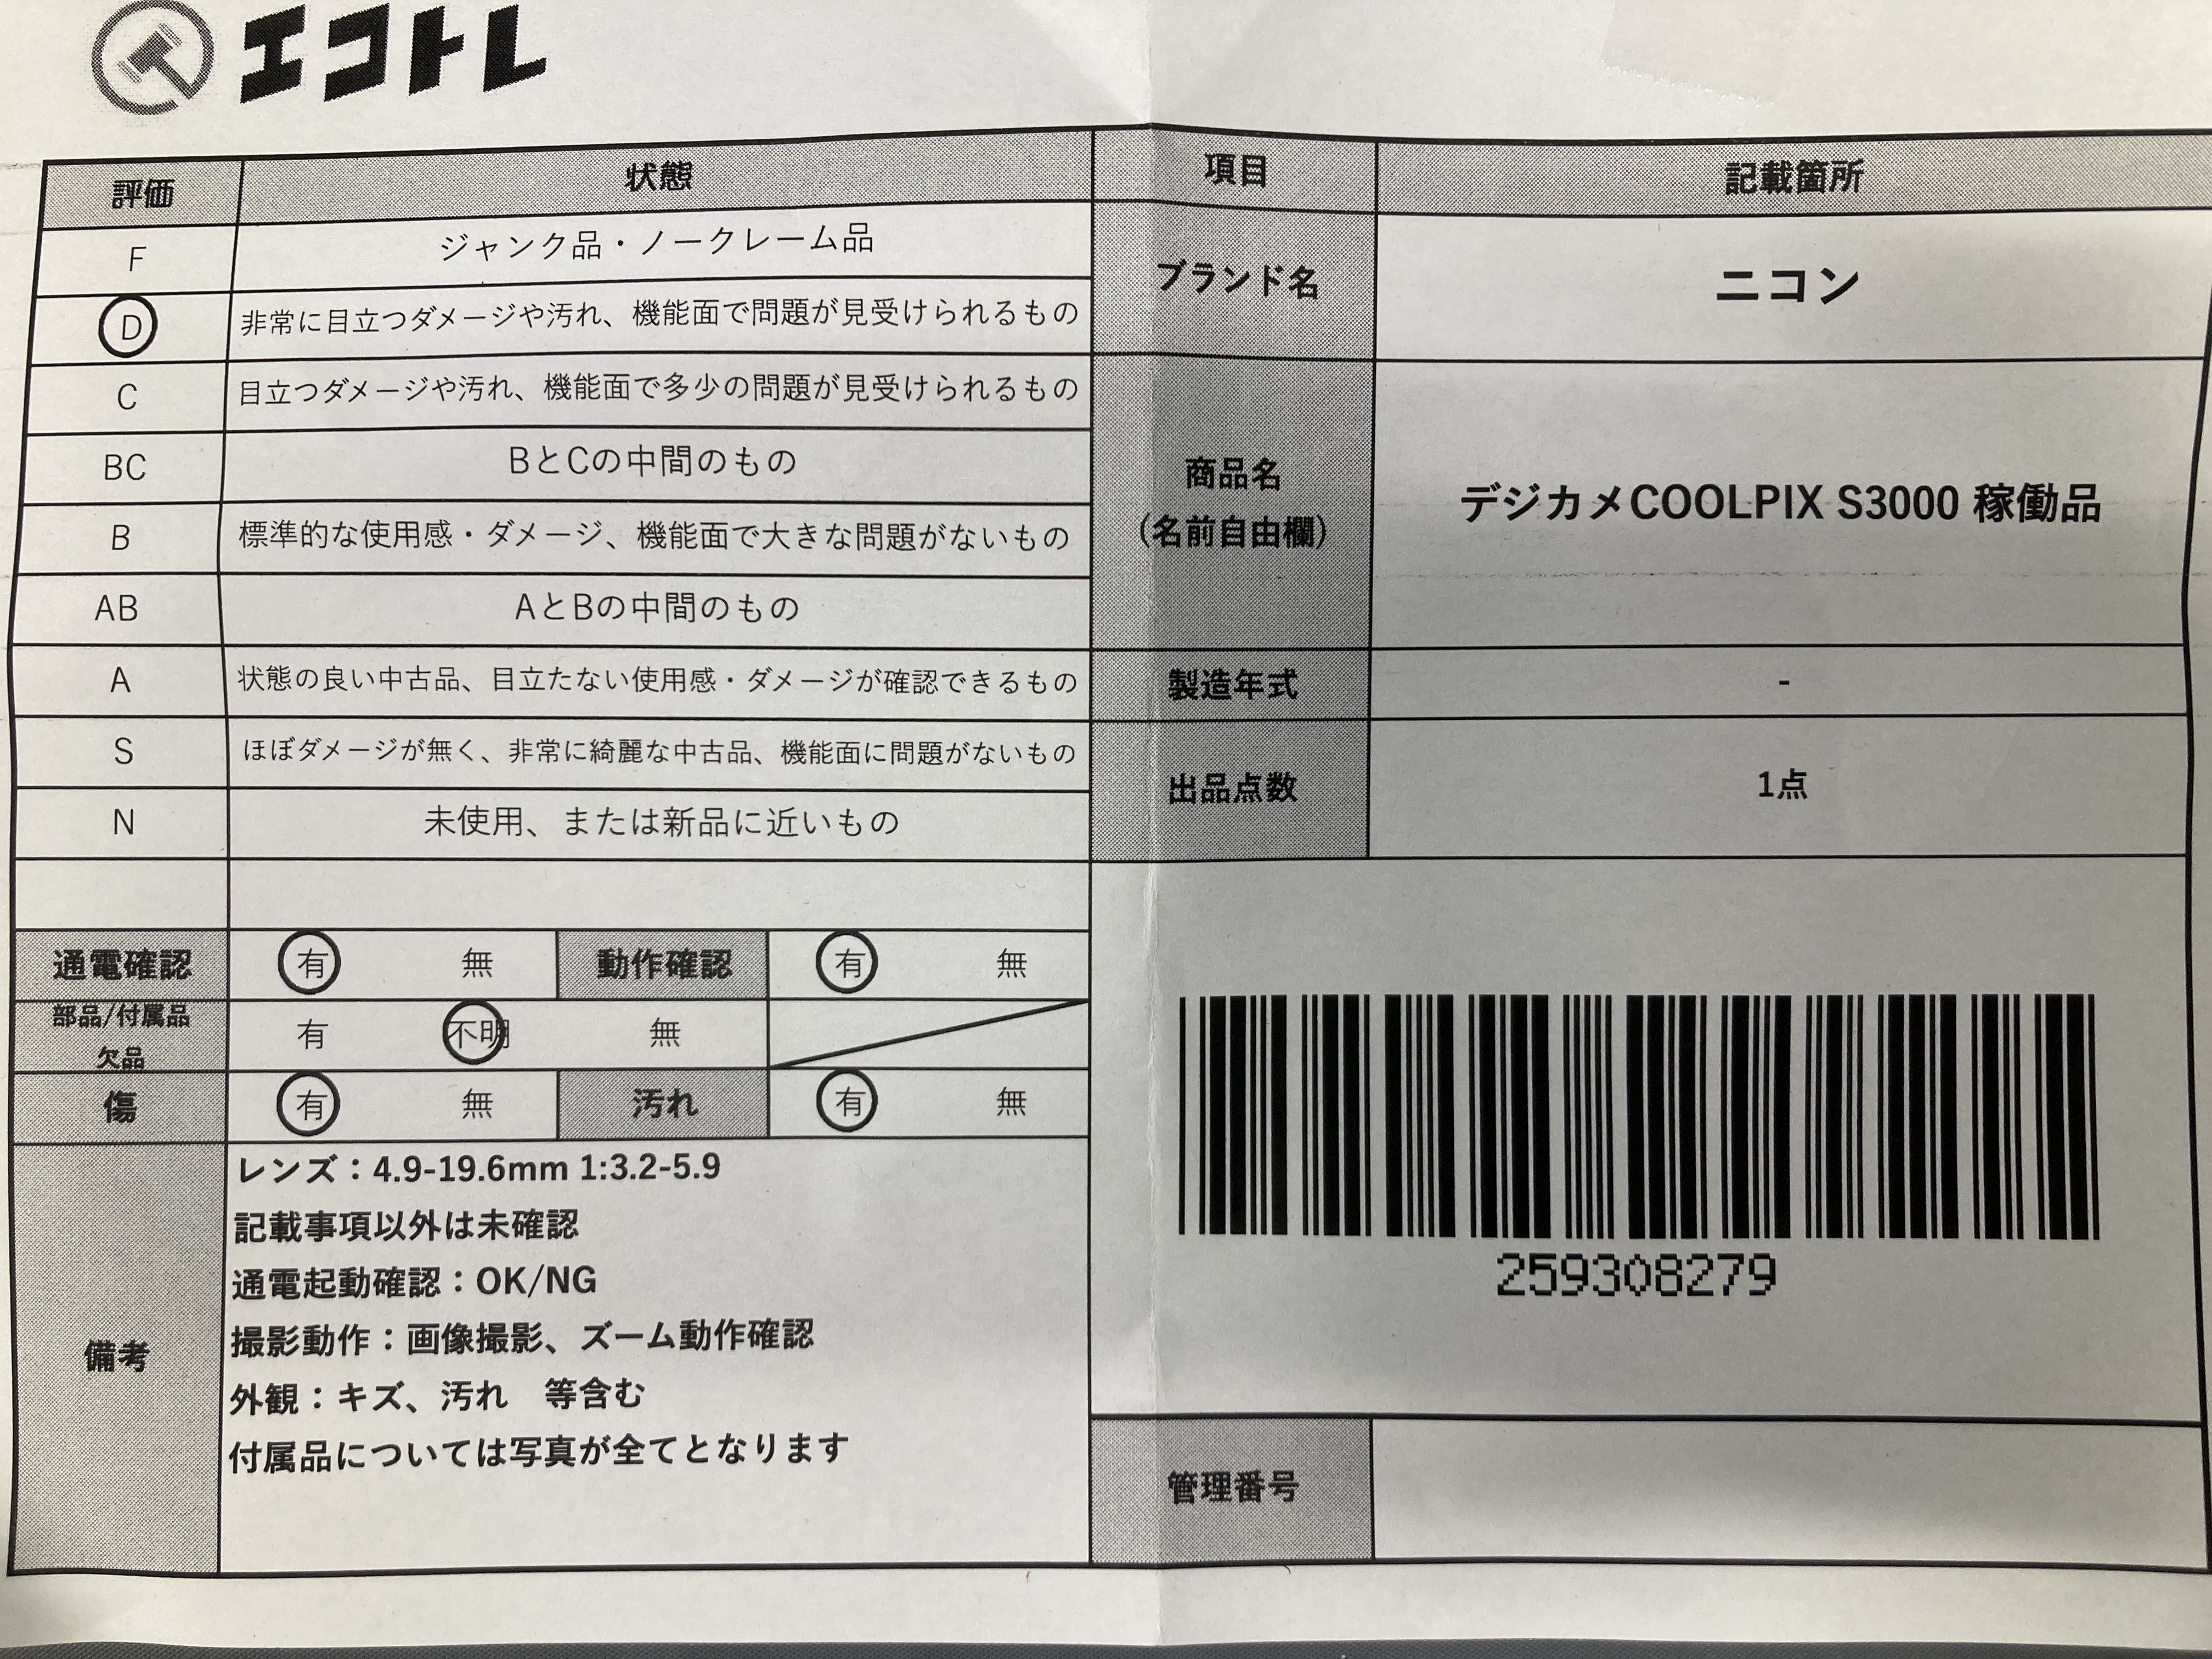 エコトレ
評価 状態
F ジャンク品・ノークレーム品
D 非常に目立つダメージや汚れ、機能面で問題が見受けられるもの
C 目立つダメージや汚れ、機能面で多少の問題が見受けられるもの
BC BとCの中間のもの
B 標準的な使用感・ダメージ、機能面で大きな問題がないもの
AB AとBの中間のもの
A 状態の良い中古品、目立たない使用感・ダメージが確認できるもの
S ほぼダメージが無く、非常に綺麗な中古品、機能面に問題がないもの
N 未使用、または新品に近いもの
通電確認 有 無 動作確認 有 無
部品/付属品
欠品
有 不明 無
傷 有 無 汚れ 有 無
備考
レンズ：4.9-19.6mm 1:3.2-5.9
記載事項以外は未確認
通電起動確認：OK/NG
撮影動作：画像撮影、ズーム動作確認
外観：キズ、汚れ　等含む
付属品については写真が全てとなります
項目 記載箇所
ブランド名 ニコン
商品名
(名前自由欄)
デジカメCOOLPIX S3000 稼働品
製造年式 -
出品点数 1点
259308279
管理番号